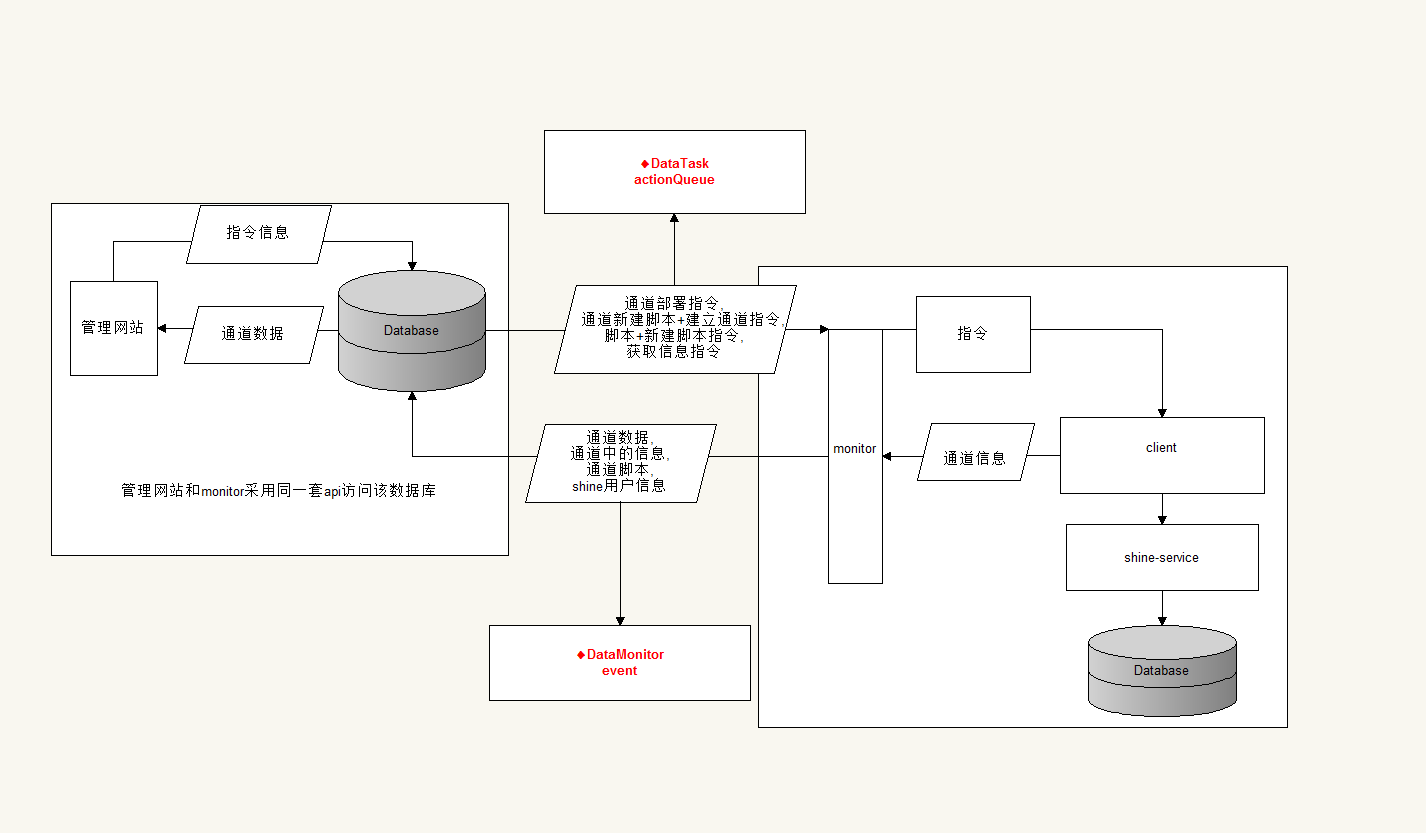 ◆DataTask
actionQueue
指令信息
管理网站
通道数据
Database
通道部署指令,
通道新建脚本+建立通道指令,
脚本+新建脚本指令,
获取信息指令
指令
通道数据,
通道中的信息,
通道脚本,
shine用户信息
monitor
通道信息
client
管理网站和monitor采用同一套api访问该数据库
shine-service
◆DataMonitor
event
Database